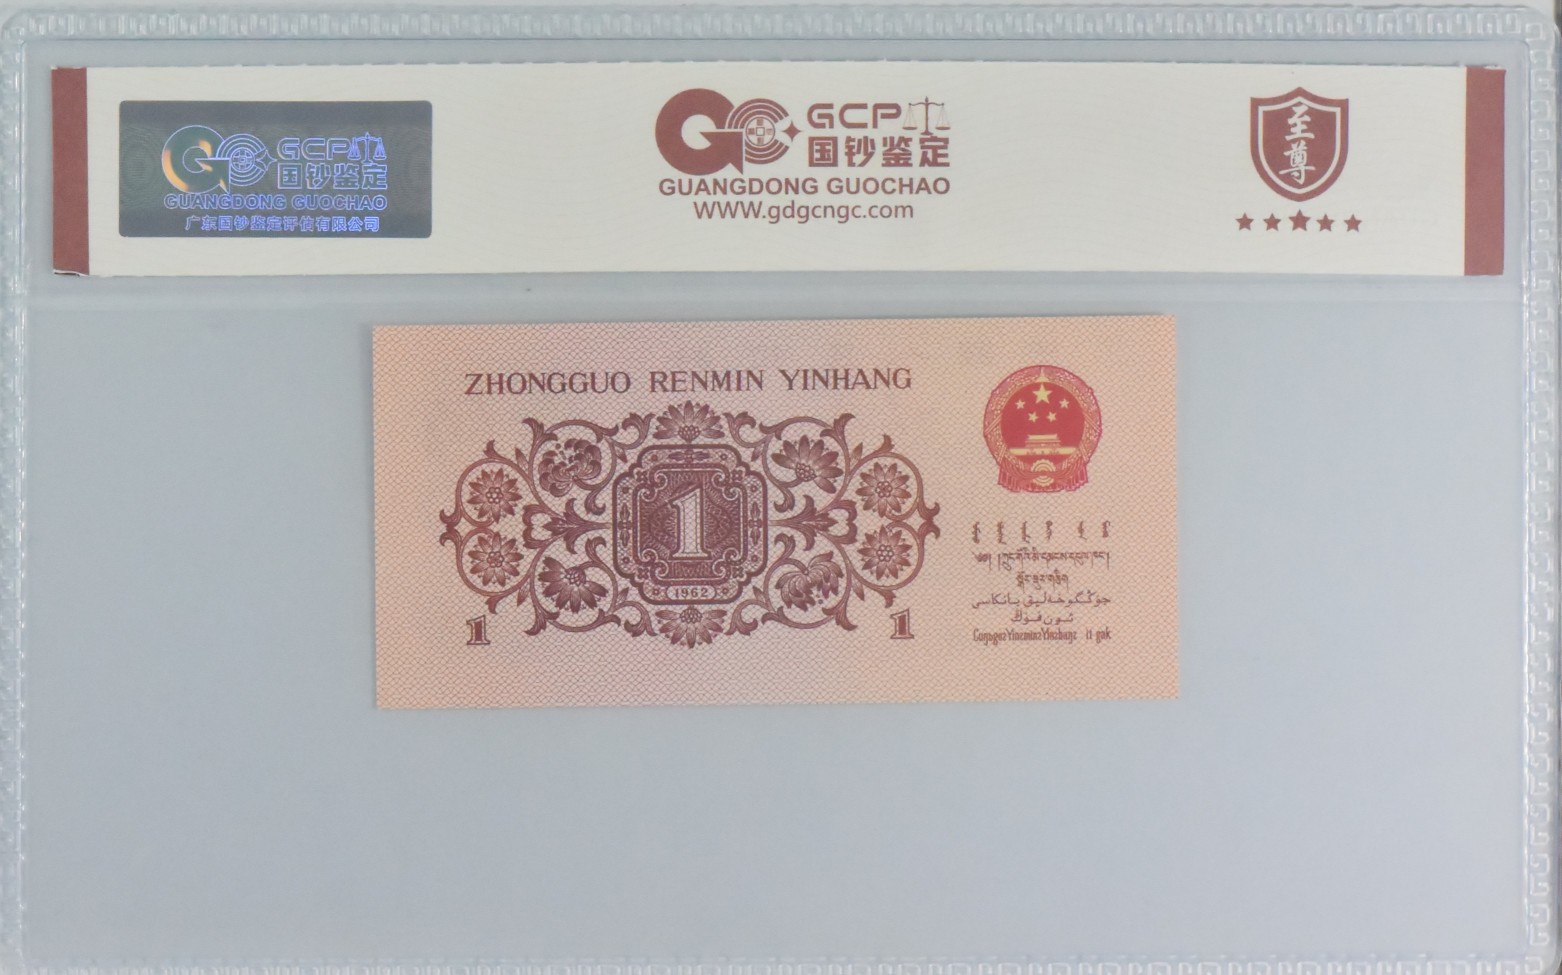 GCP
国钞鉴定
GUANGDONG GUOCHAO
广东国钞鉴定评估有限公司
GCP
国钞鉴定
GUANGDONG GUOCHAO
WWW.gdgcngc.com
至尊
ZHONGGUO RENMIN YINHANG
1
1962
1
1
جۇڭگوخەلىق بانكاسى